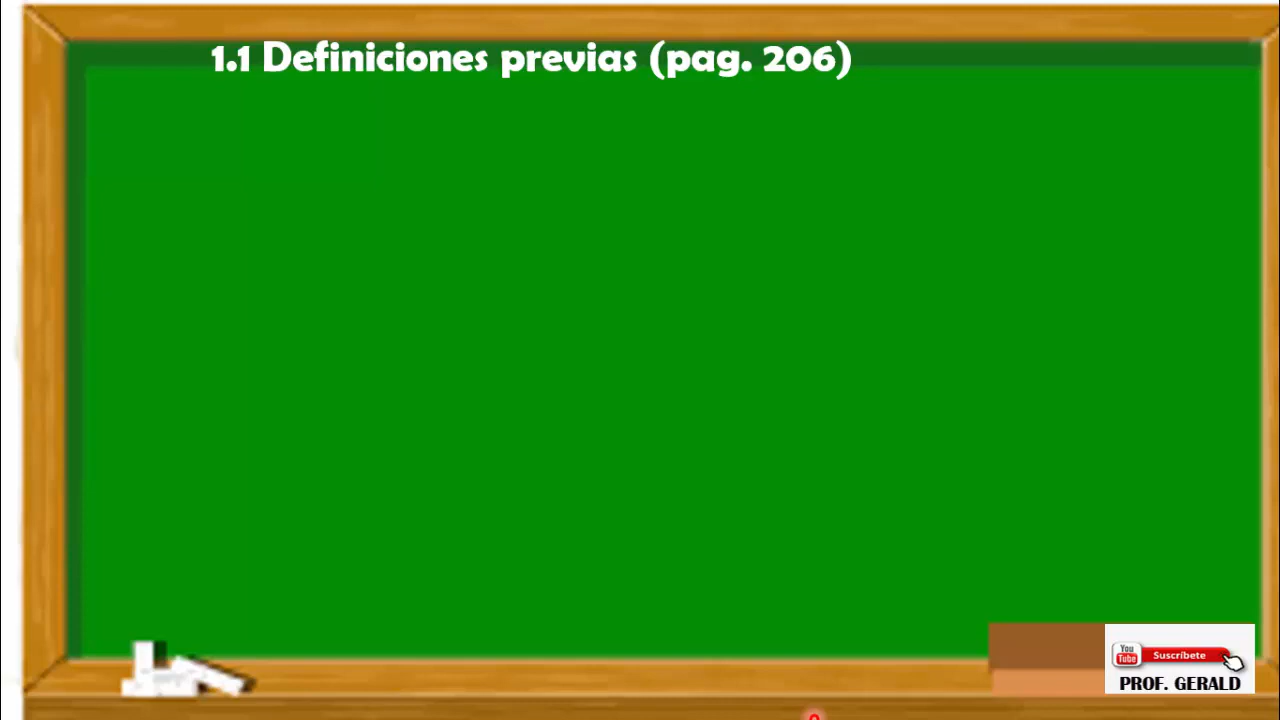 1.1 Definiciones previas (pag. 206)
You
Tube
Suscríbete
PROF. GERALD